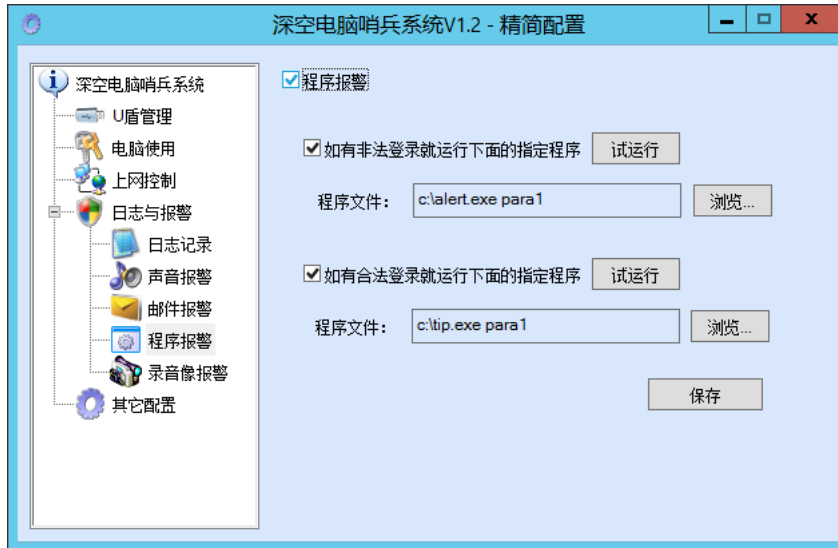 深空电脑哨兵系统V1.2 - 精简配置
深空电脑哨兵系统
U盾管理
电脑使用
上网控制
日志与报警
日志记录
声音报警
邮件报警
程序报警
录音像报警
其它配置
程序报警
如有非法登录就运行下面的指定程序 试运行
程序文件： c:\alert.exe para1 浏览...
如有合法登录就运行下面的指定程序 试运行
程序文件： c:\tip.exe para1 浏览...
保存